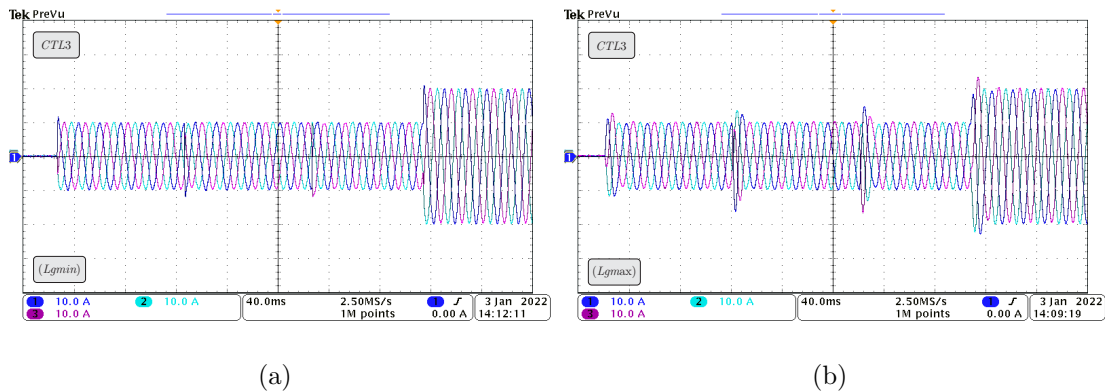 Tek PreVu
CTL3
1
(Lgmin)
1 10.0 A 2 10.0 A
3 10.0 A
40.0ms 2.50MS/s 1
1M points 0.00 A
3 Jan 2022
14:12:11
(a)
Tek PreVu
CTL3
1
(Lgmax)
1 10.0 A 2 10.0 A
3 10.0 A
40.0ms 2.50MS/s 1
1M points 0.00 A
3 Jan 2022
14:09:19
(b)